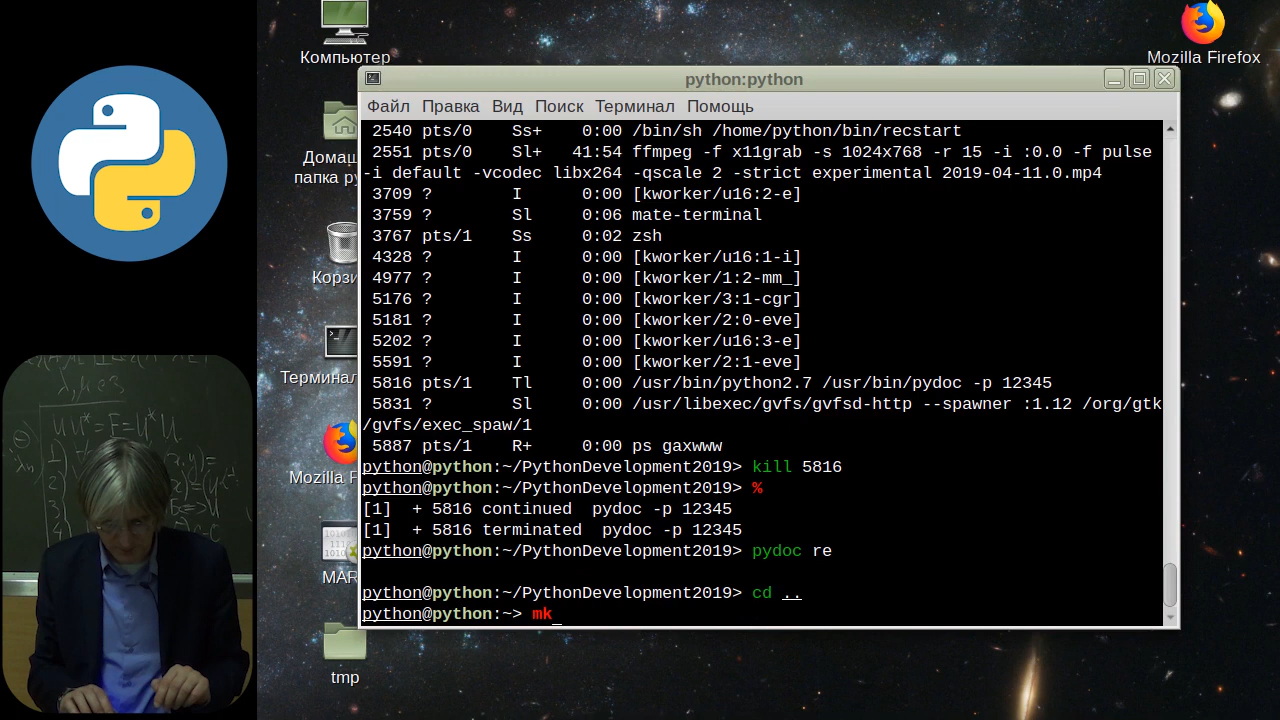 Компьютер
Mozilla Firefox
python:python
Файл Правка Вид Поиск Терминал Помощь
2540 pts/0 Ss+ 0:00 /bin/sh /home/python/bin/recstart
2551 pts/0 Sl+ 41:54 ffmpeg -f x11grab -s 1024x768 -r 15 -i :0.0 -f pulse
-i default -vcodec libx264 -qscale 2 -strict experimental 2019-04-11.0.mp4
3709 ? I 0:00 [kworker/u16:2-e]
3759 ? Sl 0:06 mate-terminal
3767 pts/1 Ss 0:02 zsh
4328 ? I 0:00 [kworker/u16:1-i]
4977 ? I 0:00 [kworker/1:2-mm_]
5176 ? I 0:00 [kworker/3:1-cgr]
5181 ? I 0:00 [kworker/2:0-eve]
5202 ? I 0:00 [kworker/u16:3-e]
5591 ? I 0:00 [kworker/2:1-eve]
5816 pts/1 Tl 0:00 /usr/bin/python2.7 /usr/bin/pydoc -p 12345
5831 ? Sl 0:00 /usr/libexec/gvfs/gvfsd-http --spawner :1.12 /org/gtk
/gvfs/exec_spaw/1
5887 pts/1 R+ 0:00 ps gaxwww
python@python:~/PythonDevelopment2019> kill 5816
python@python:~/PythonDevelopment2019> %
[1] + 5816 continued pydoc -p 12345
[1] + 5816 terminated pydoc -p 12345
python@python:~/PythonDevelopment2019> pydoc re
python@python:~/PythonDevelopment2019> cd ..
python@python:~> mk_
Домаш
папка py
Корзи
Терминал
Mozilla F
MAR
tmp